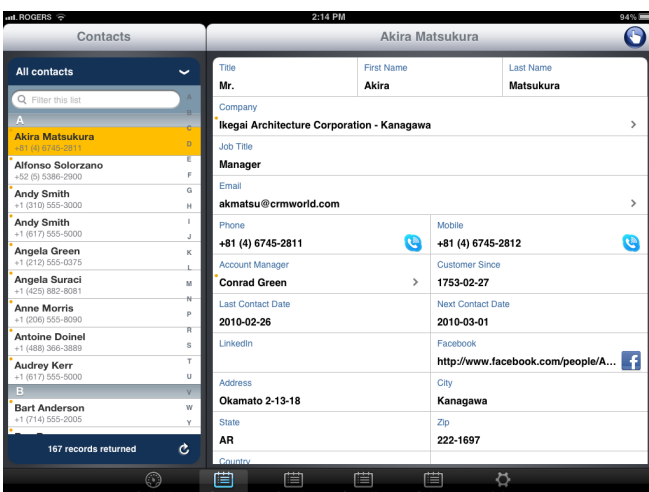 ROGERS 2:14 PM 94%
Contacts
Akira Matsukura
All contacts
Filter this list
A
Akira Matsukura
+81 (4) 6745-2811
Alfonso Solorzano
+52 (5) 5386-2900
Andy Smith
+1 (310) 555-3000
Andy Smith
+1 (617) 555-5000
Angela Green
+1 (212) 555-0375
Angela Suraci
+1 (425) 882-8081
Anne Morris
+1 (206) 555-8090
Antoine Doinel
+1 (488) 366-3889
Audrey Kerr
+1 (617) 555-5000
B
Bart Anderson
+1 (714) 555-2005
167 records returned
A
B
C
D
E
F
G
H
I
J
K
L
M
N
P
R
S
T
U
V
W
Y
Title First Name Last Name
Mr. Akira Matsukura
Company
Ikegai Architecture Corporation - Kanagawa
Job Title
Manager
Email
akmatsu@crmworld.com
Phone Mobile
+81 (4) 6745-2811 +81 (4) 6745-2812
Account Manager Customer Since
Conrad Green 1753-02-27
Last Contact Date Next Contact Date
2010-02-26 2010-03-01
LinkedIn Facebook
http://www.facebook.com/people/A...
Address City
Okamato 2-13-18 Kanagawa
State Zip
AR 222-1697
Country